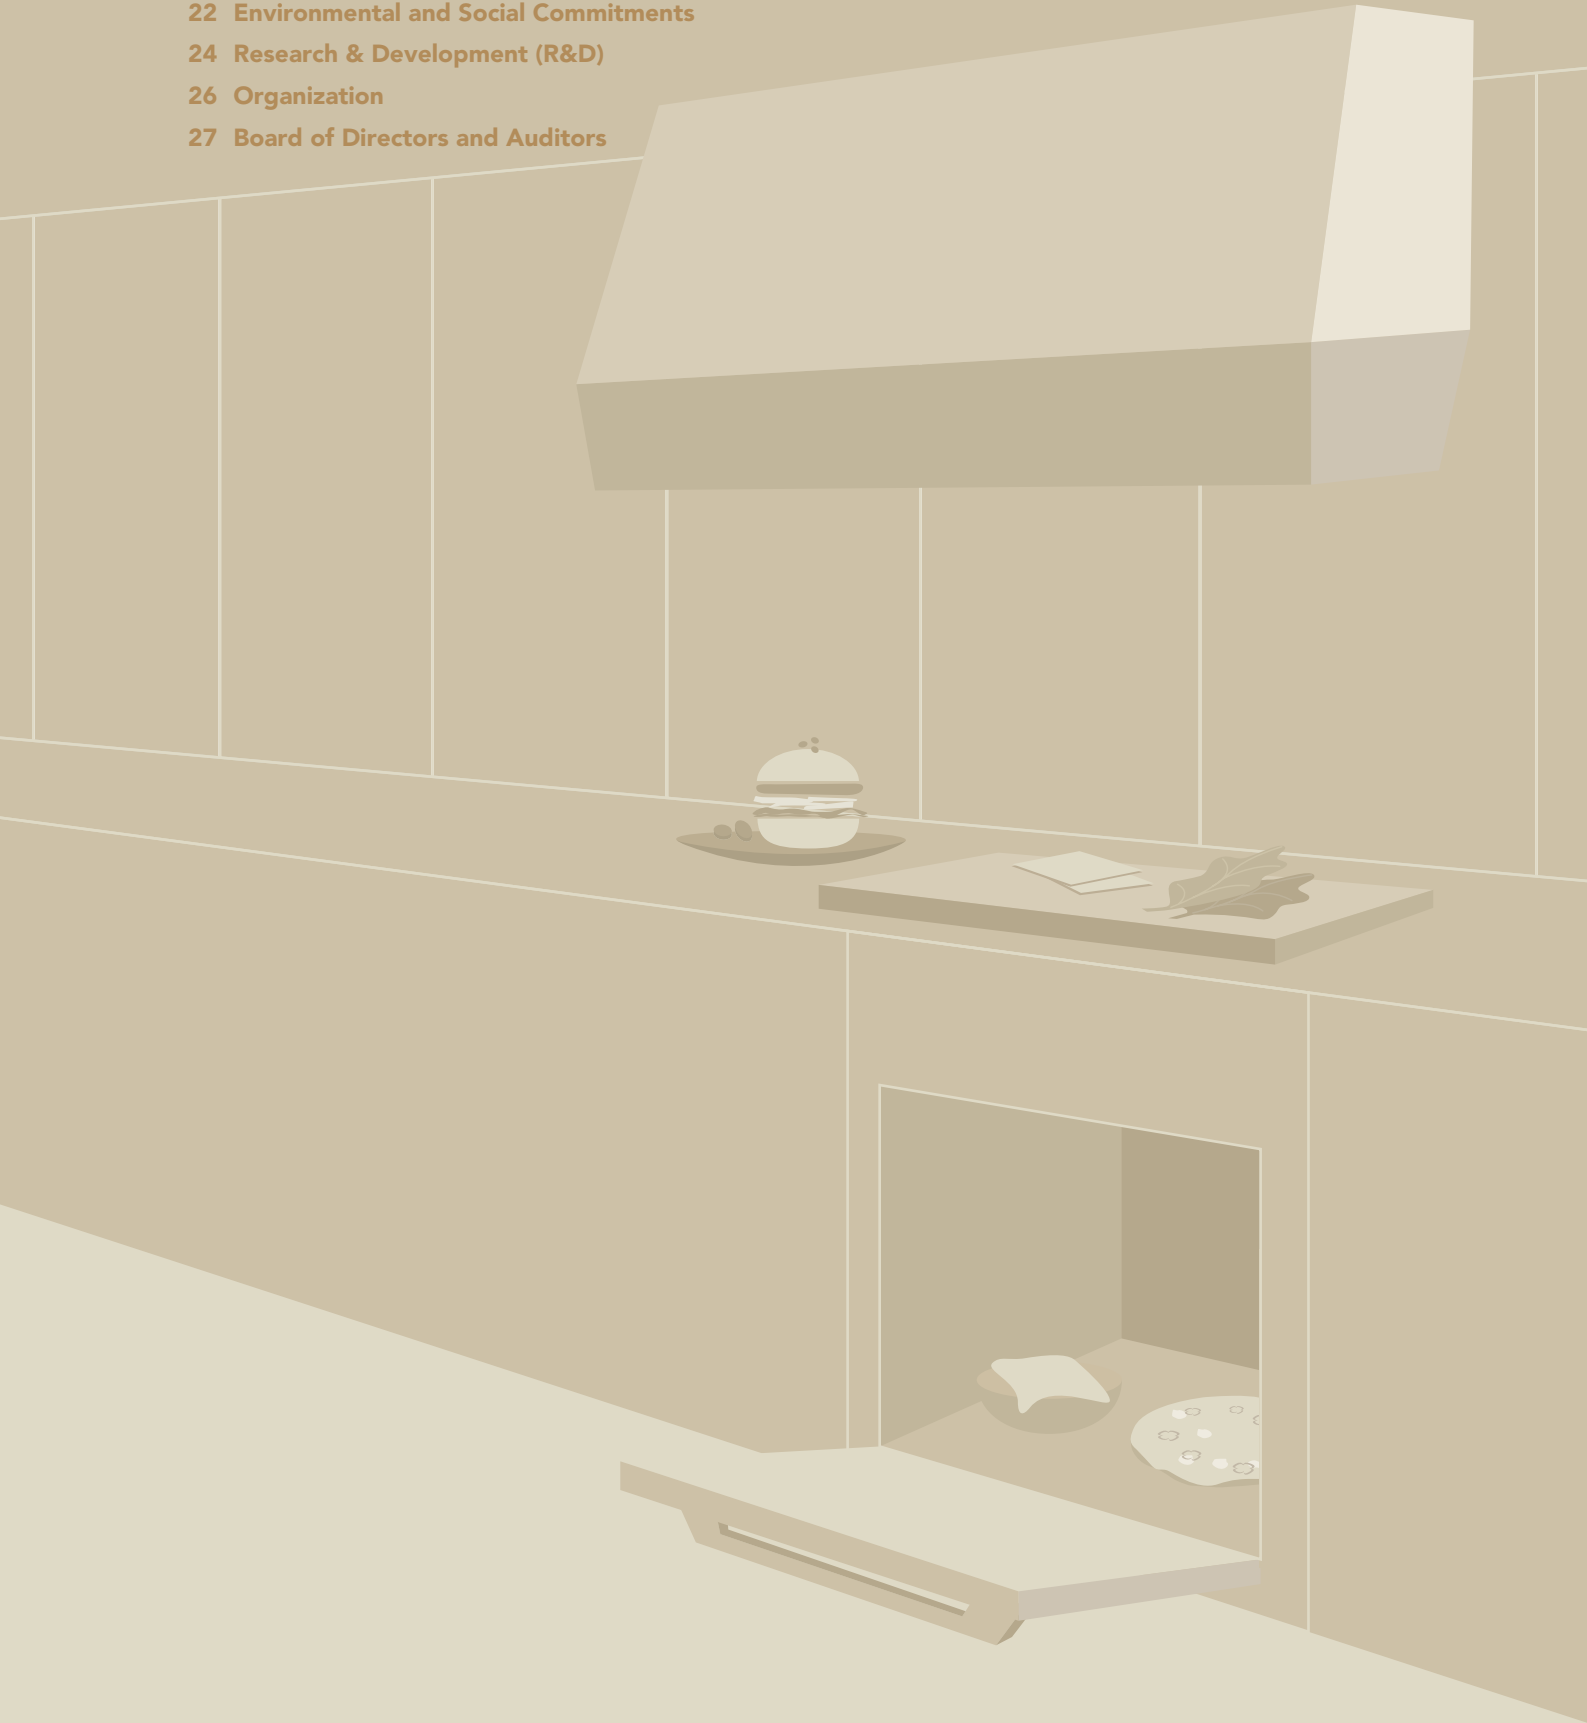 22 Environmental and Social Commitments
24 Research & Development (R&D)
26 Organization
27 Board of Directors and Auditors